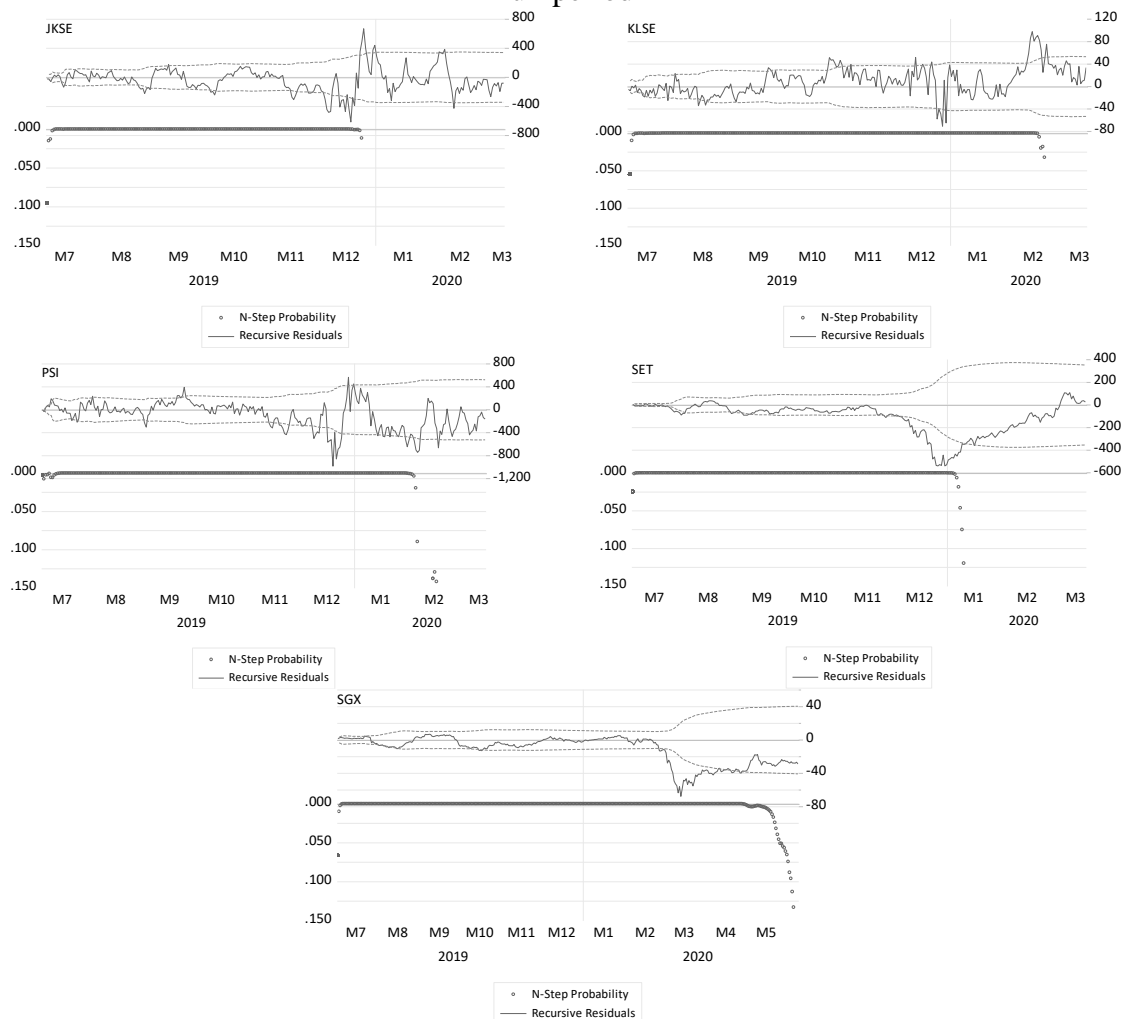 JKSE
800
400
0
-400
-800
.000
.050
.100
.150
M7 M8 M9 M10 M11 M12 M1 M2 M3
2019 2020
N-Step Probability
Recursive Residuals
KLSE
120
80
40
0
-40
-80
.000
.050
.100
.150
M7 M8 M9 M10 M11 M12 M1 M2 M3
2019 2020
N-Step Probability
Recursive Residuals
PSI
800
400
0
-400
-800
-1,200
.000
.050
.100
.150
M7 M8 M9 M10 M11 M12 M1 M2 M3
2019 2020
N-Step Probability
Recursive Residuals
SET
400
200
0
-200
-400
-600
.000
.050
.100
.150
M7 M8 M9 M10 M11 M12 M1 M2 M3
2019 2020
N-Step Probability
Recursive Residuals
SGX
40
0
-40
-80
.000
.050
.100
.150
M7 M8 M9 M10 M11 M12 M1 M2 M3 M4 M5
2019 2020
N-Step Probability
Recursive Residuals